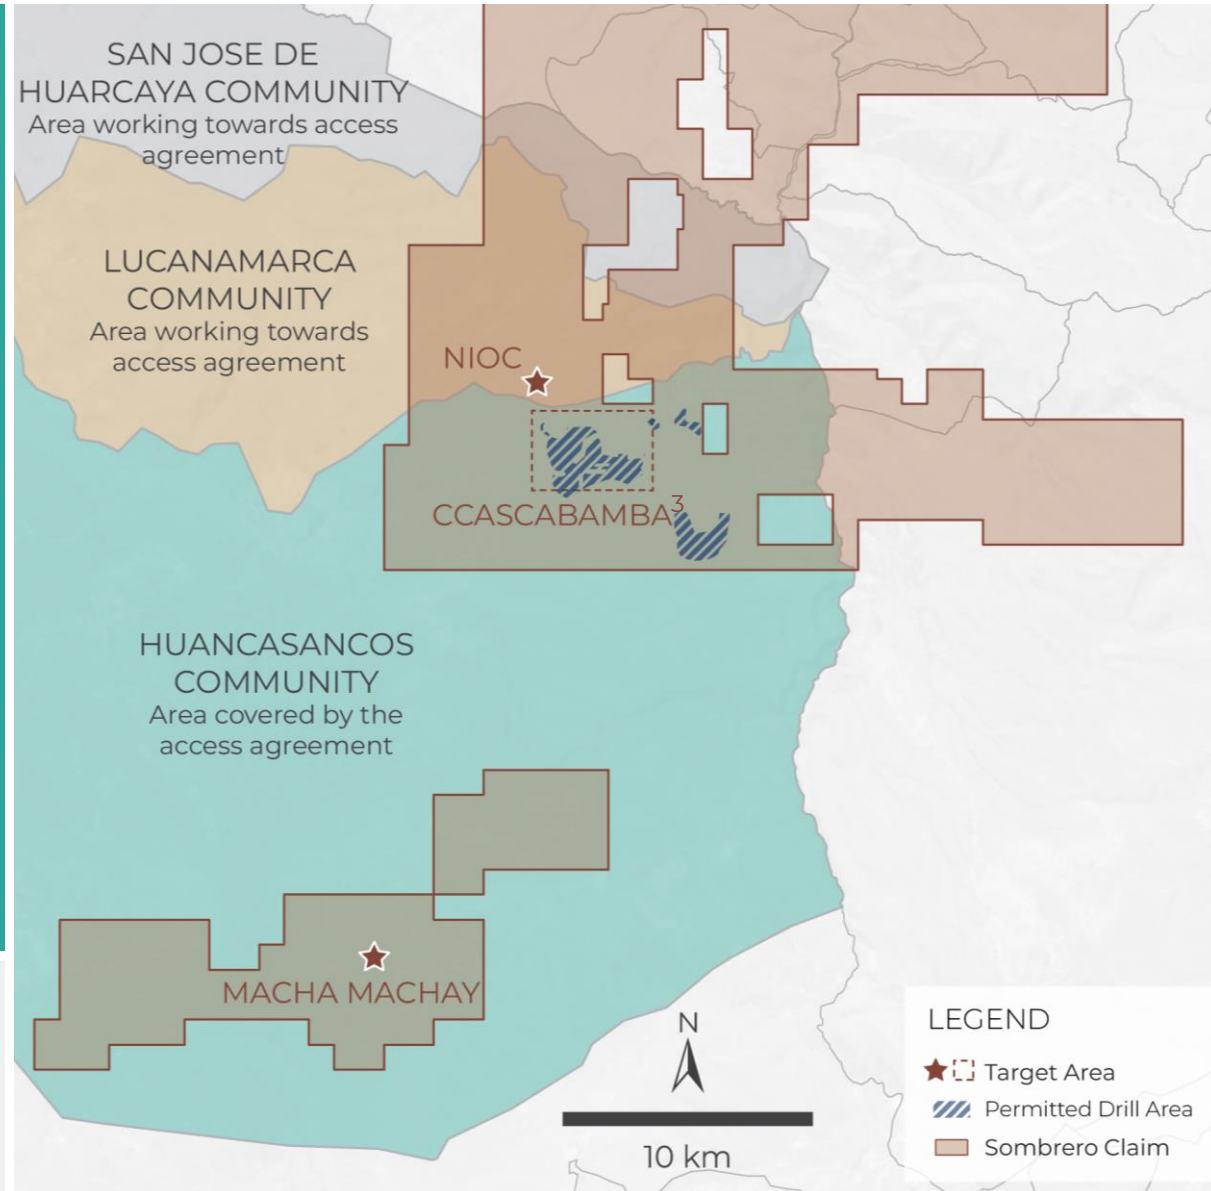 SAN JOSE DE
HUARCAYA COMMUNITY
Area working towards access
agreement
LUCANAMARCA
COMMUNITY
Area working towards
access agreement
NIOC
CCASCABAMBA³
HUANCASANCOS
COMMUNITY
Area covered by the
access agreement
MACHA MACHAY
N
10 km
LEGEND
Target Area
Permitted Drill Area
Sombrero Claim